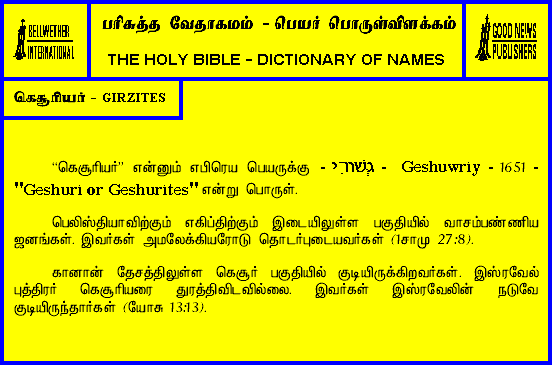 BELLWETHER
INTERNATIONAL
பரிசுத்த வேதாகமம் - பெயர் பொருள்விளக்கம்
THE HOLY BIBLE - DICTIONARY OF NAMES
GOOD NEWS
PUBLISHERS
கெசூரியர் - GIRZITES
“கெசூரியர்” என்னும் எபிரெய பெயருக்கு - גְּשׁוּרִי - Geshuwriy - 1651 -
"Geshuri or Geshurites" என்று பொருள்.
பெலிஸ்தியாவிற்கும் எகிப்திற்கும் இடையிலுள்ள பகுதியில் வாசம்பண்ணிய
ஜனங்கள். இவர்கள் அமலேக்கியரோடு தொடர்புடையவர்கள் (1சாமு 27:8).
கானான் தேசத்திலுள்ள கெசூர் பகுதியில் குடியிருக்கிறவர்கள். இஸ்ரவேல்
புத்திரர் கெசூரியரை துரத்திவிடவில்லை. இவர்கள் இஸ்ரவேலின் நடுவே
குடியிருந்தார்கள் (யோசு 13:13).